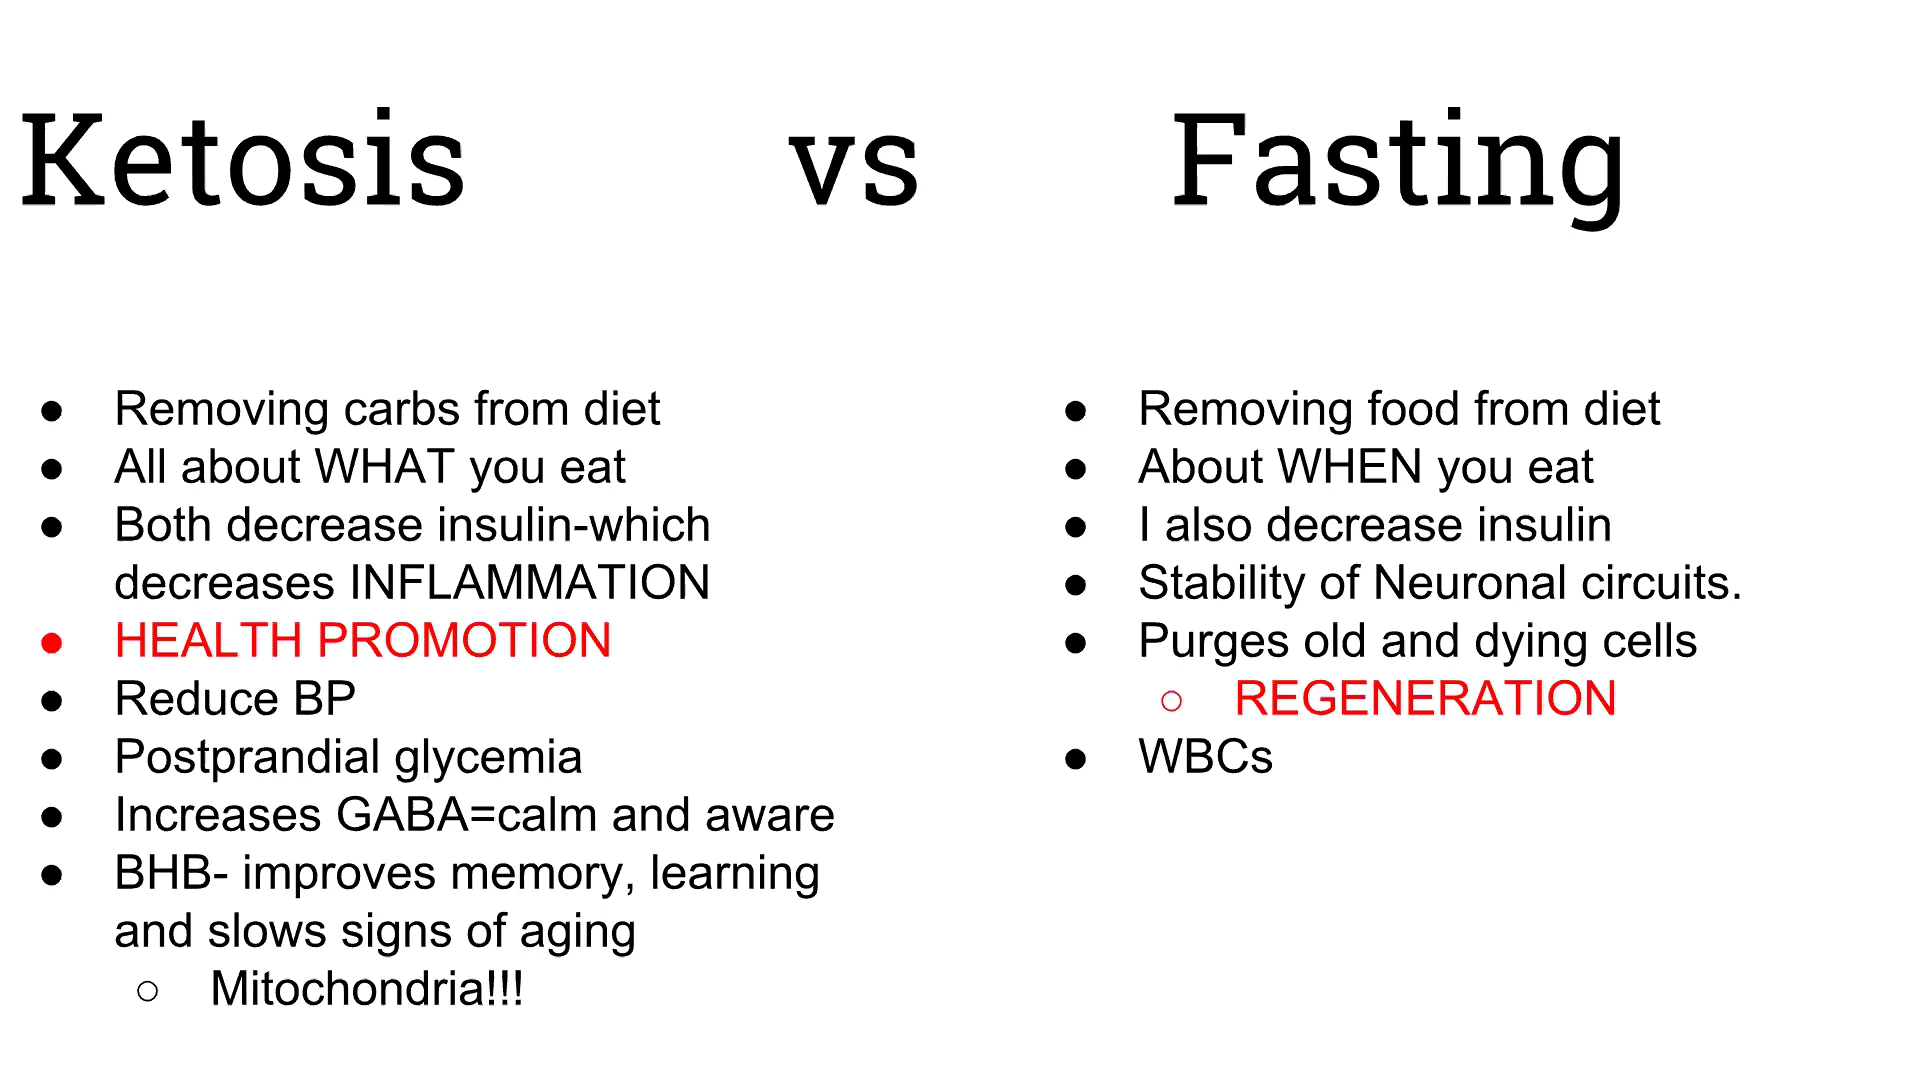 Ketosis vs Fasting
● Removing carbs from diet
● All about WHAT you eat
● Both decrease insulin-which
decreases INFLAMMATION
● HEALTH PROMOTION
● Reduce BP
● Postprandial glycemia
● Increases GABA=calm and aware
● BHB- improves memory, learning
and slows signs of aging
○ Mitochondria!!!
● Removing food from diet
● About WHEN you eat
● I also decrease insulin
● Stability of Neuronal circuits.
● Purges old and dying cells
○ REGENERATION
● WBCs